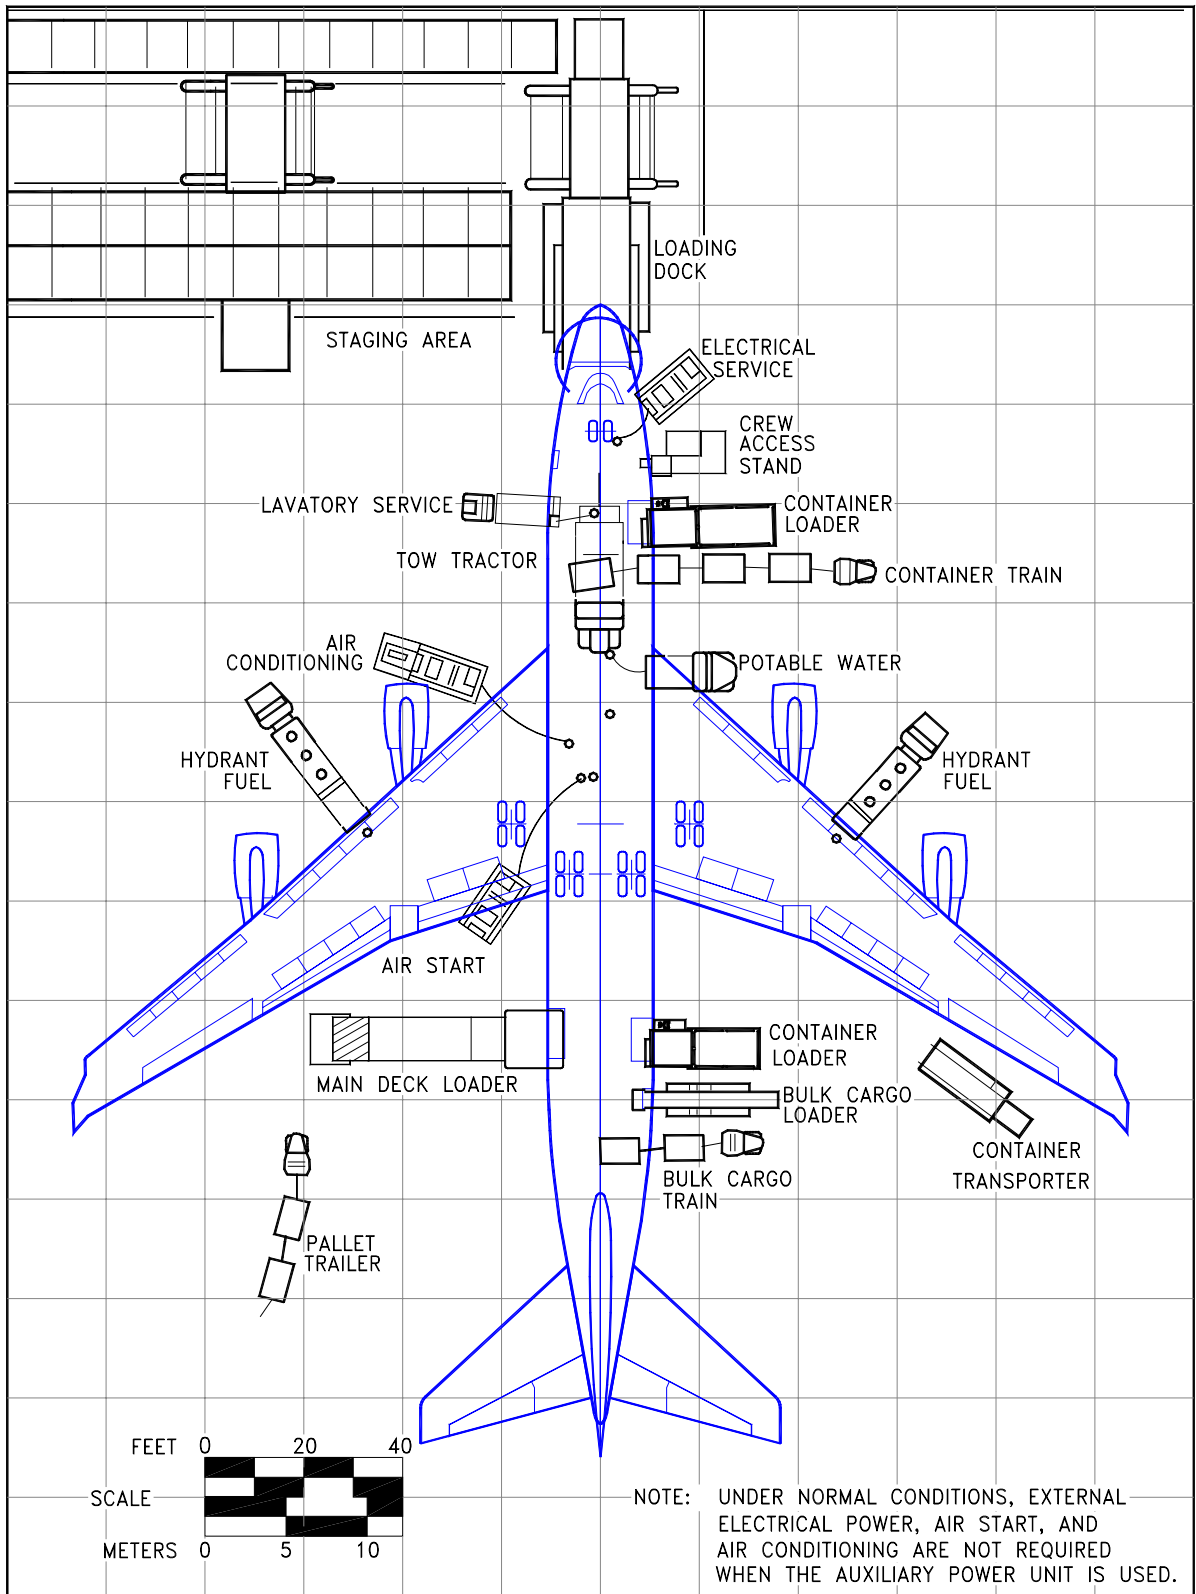 LOADING
DOCK
STAGING AREA
ELECTRICAL
SERVICE
CREW
ACCESS
STAND
LAVATORY SERVICE
CONTAINER
LOADER
TOW TRACTOR
CONTAINER TRAIN
AIR
CONDITIONING
POTABLE WATER
HYDRANT
FUEL
HYDRANT
FUEL
AIR START
CONTAINER
LOADER
MAIN DECK LOADER
BULK CARGO
LOADER
CONTAINER
TRANSPORTER
BULK CARGO
TRAIN
PALLET
TRAILER
FEET 0 20 40
SCALE
METERS 0 5 10
NOTE: UNDER NORMAL CONDITIONS, EXTERNAL
ELECTRICAL POWER, AIR START, AND
AIR CONDITIONING ARE NOT REQUIRED
WHEN THE AUXILIARY POWER UNIT IS USED.